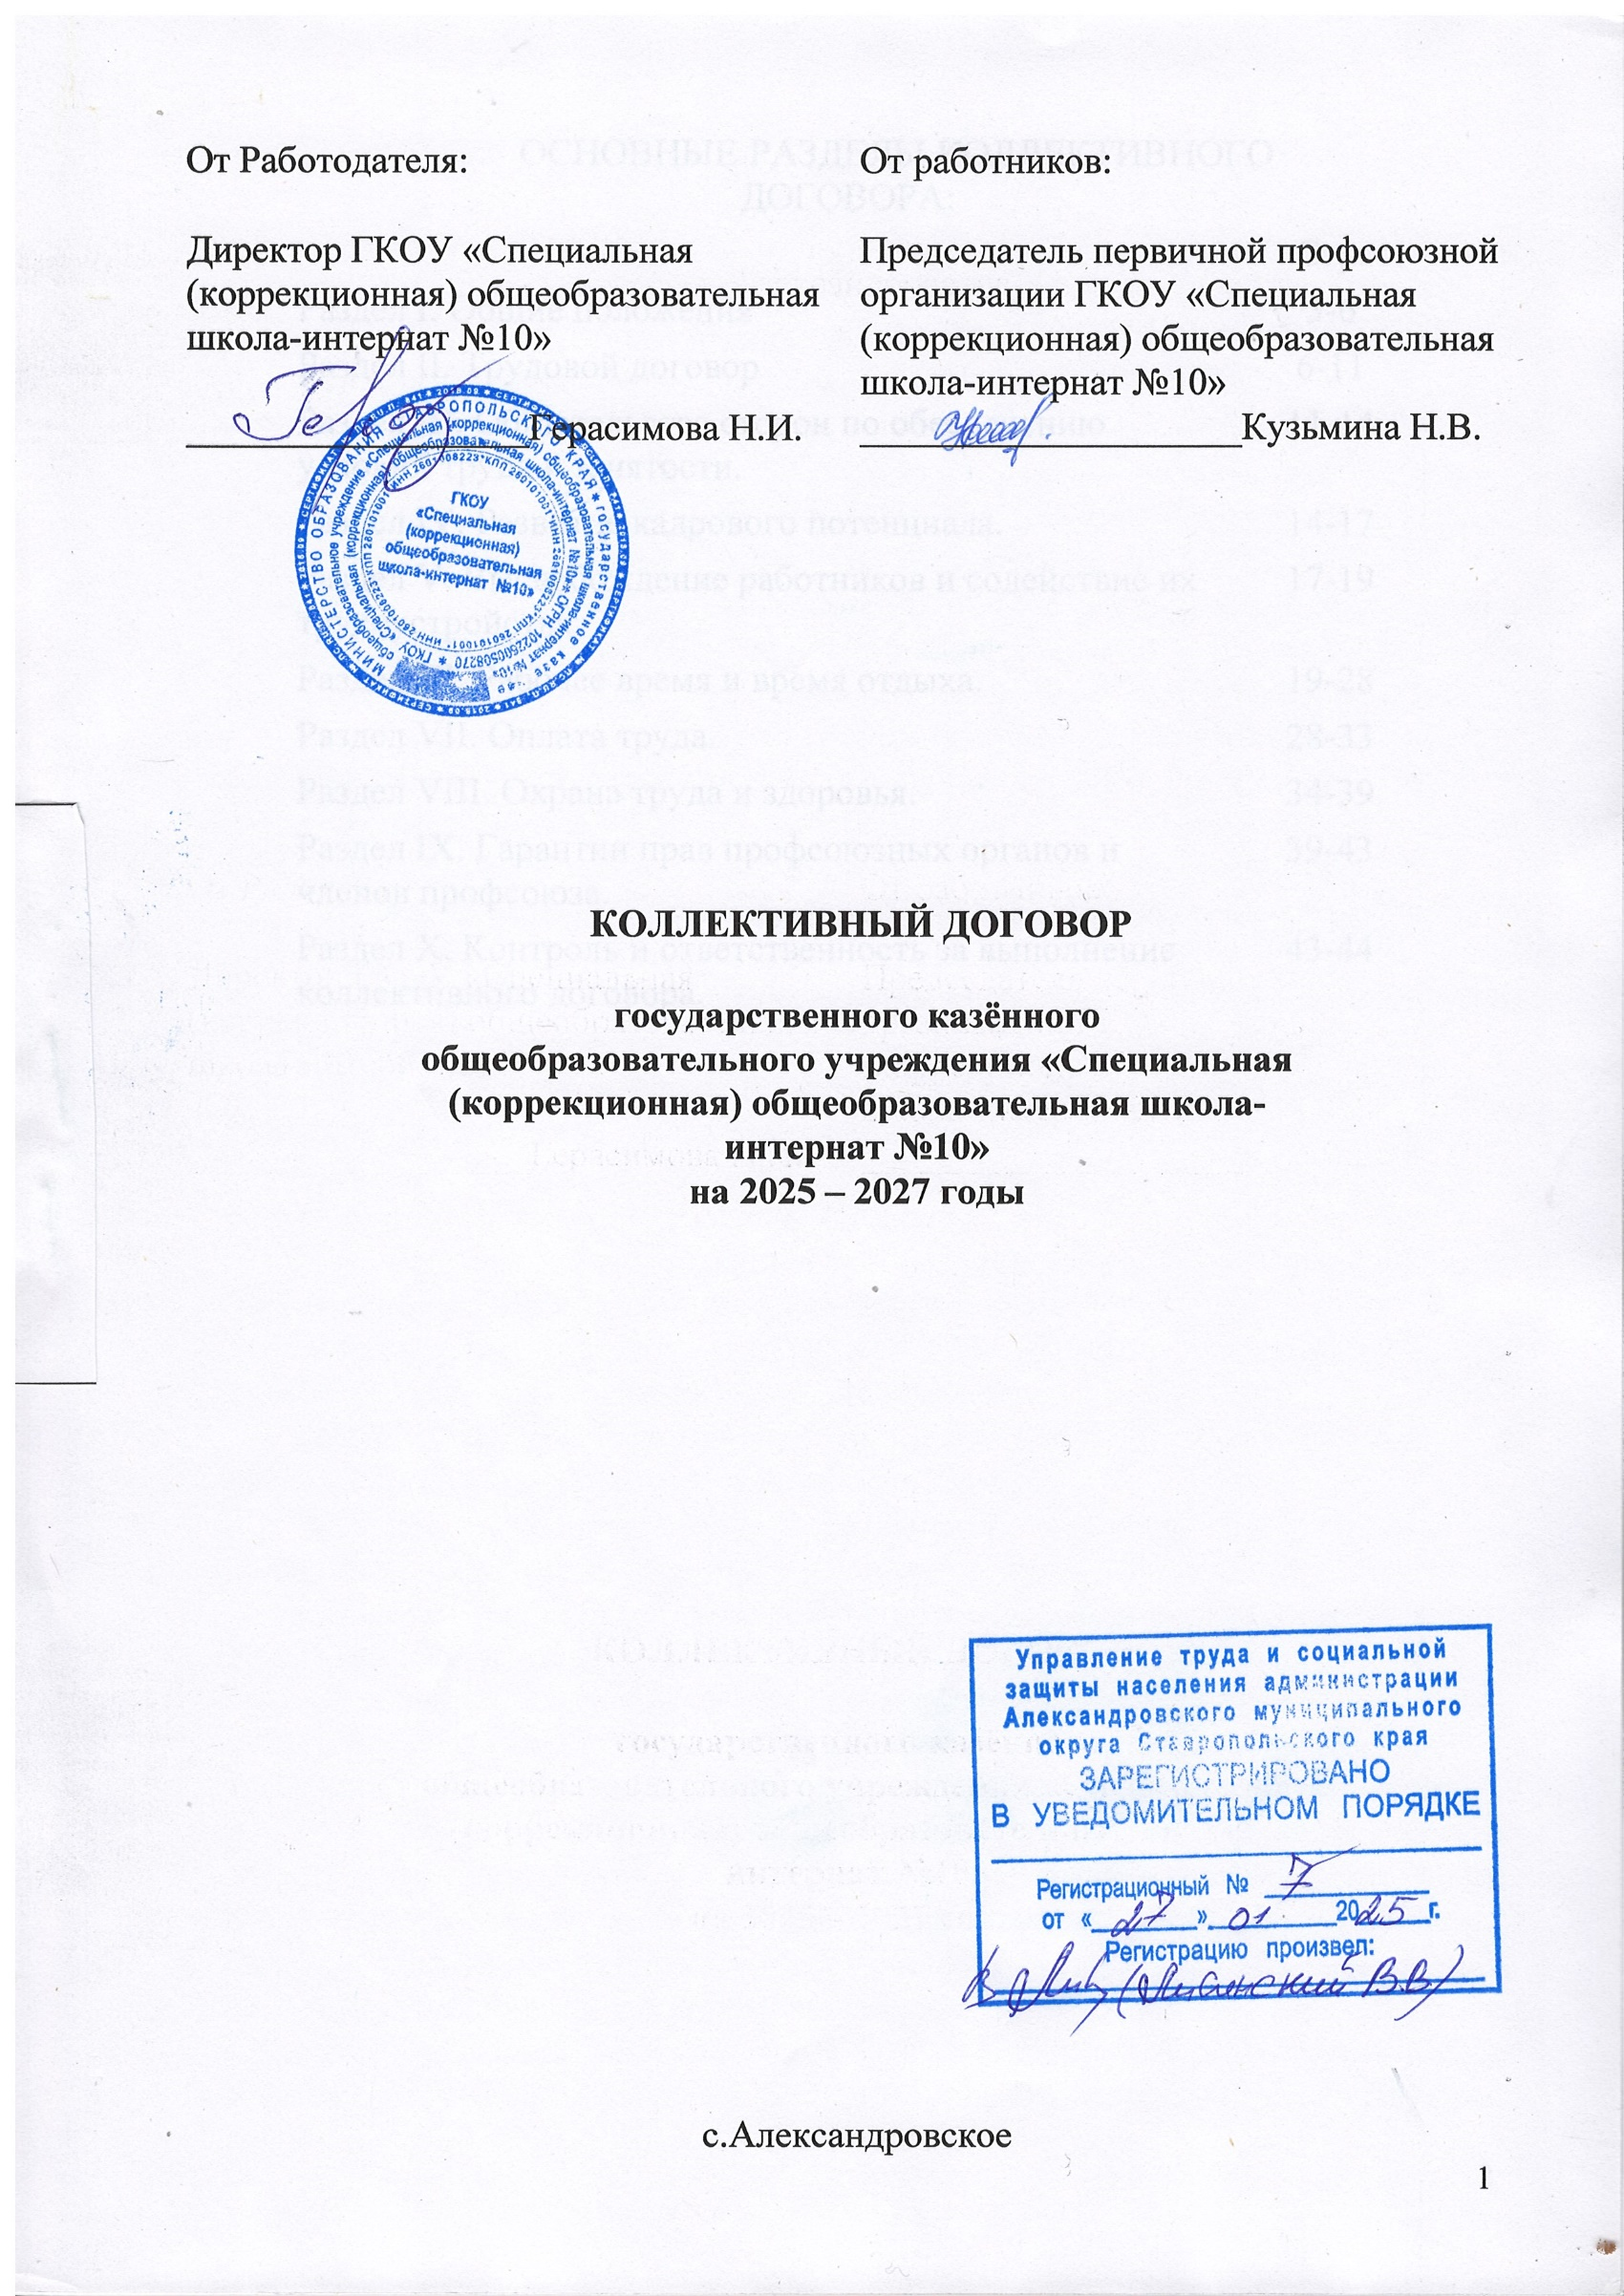 От Работодателя:
Директор ГКОУ «Специальная
(коррекционная) общеобразовательная
школа-интернат №10»
Герасимова Н.И.
От работников:
Председатель первичной профсоюзной
организации ГКОУ «Специальная
(коррекционная) общеобразовательная
школа-интернат №10»
Кузьмина Н.В.
ГКОУ
«Специальная
(коррекционная)
общеобразовательная
школа-интернат №10»
КОЛЛЕКТИВНЫЙ ДОГОВОР
государственного казённого
общеобразовательного учреждения «Специальная
(коррекционная) общеобразовательная школа-
интернат №10»
на 2025 – 2027 годы
Управление труда и социальной
защиты населения администрации
Александровского муниципального
округа Ставропольского края
ЗАРЕГИСТРИРОВАНО
В УВЕДОМИТЕЛЬНОМ ПОРЯДКЕ
Регистрационный № 7
от «27» 01 2025 г.
Регистрацию произвел:
с.Александровское
1